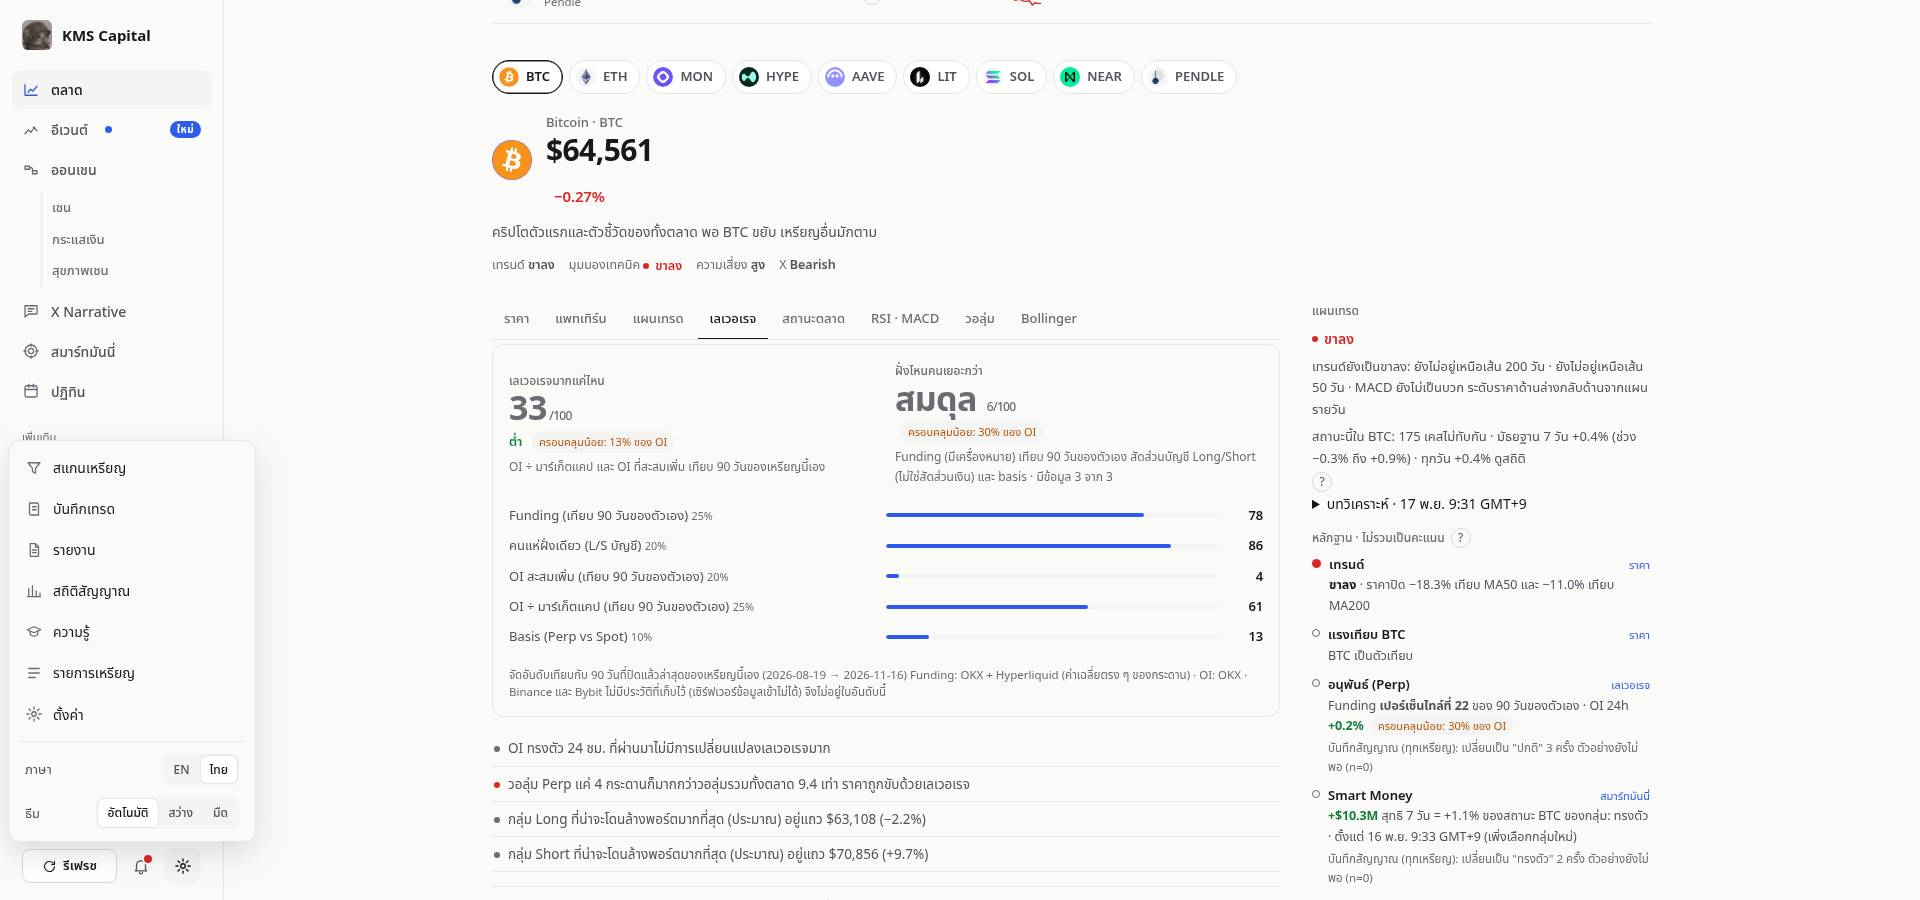 KMS Capital
ตลาด
อีเวนต์
ใหม่
ออนเชน
เชน
กระแสเงิน
สุขภาพเชน
X Narrative
สมาร์ทมันนี่
ปฏิทิน
เพิ่มเติม
สแกนเหรียญ
บันทึกเทรด
รายงาน
สถิติสัญญาณ
ความรู้
รายการเหรียญ
ตั้งค่า
ภาษา
EN
ไทย
ธีม
อัตโนมัติ
สว่าง
มืด
รีเฟรช
Pendle
BTC
ETH
MON
HYPE
AAVE
LIT
SOL
NEAR
PENDLE
Bitcoin · BTC
$64,561
−0.27%
คริปโตตัวแรกและตัวชี้วัดของทั้งตลาด พอ BTC ขยับ เหรียญอื่นมักตาม
เทรนด์ ขาลง มุมมองเทคนิค ขาลง ความเสี่ยง สูง X Bearish
ราคา
แพทเทิร์น
แผนเทรด
เลเวอเรจ
สถานะตลาด
RSI · MACD
วอลุ่ม
Bollinger
เลเวอเรจมากแค่ไหน
33 /100
ต่ำ ครอบคลุมน้อย: 13% ของ OI
OI ÷ มาร์เก็ตแคป และ OI ที่สะสมเพิ่ม เทียบ 90 วันของเหรียญนี้เอง
ฝั่งไหนคนเยอะกว่า
สมดุล 6/100
ครอบคลุมน้อย: 30% ของ OI
Funding (มีเครื่องหมาย) เทียบ 90 วันของตัวเอง สัดส่วนบัญชี Long/Short
(ไม่ใช่สัดส่วนเงิน) และ basis · มีข้อมูล 3 จาก 3
Funding (เทียบ 90 วันของตัวเอง) 25% 78
คนแห่ฝั่งเดียว (L/S บัญชี) 20% 86
OI สะสมเพิ่ม (เทียบ 90 วันของตัวเอง) 20% 4
OI ÷ มาร์เก็ตแคป (เทียบ 90 วันของตัวเอง) 25% 61
Basis (Perp vs Spot) 10% 13
จัดอันดับเทียบกับ 90 วันที่ปิดแล้วล่าสุดของเหรียญนี้เอง (2026-08-19 → 2026-11-16) Funding: OKX + Hyperliquid (ค่าเฉลี่ยตรง ๆ ของกระดาน) · OI: OKX ·
Binance และ Bybit ไม่มีประวัติที่เก็บไว้ (เซิร์ฟเวอร์ข้อมูลเข้าไม่ได้) จึงไม่อยู่ในอันดับนี้
OI ทรงตัว 24 ชม. ที่ผ่านมาไม่มีการเปลี่ยนแปลงเลเวอเรจมาก
วอลุ่ม Perp แค่ 4 กระดานก็มากกว่าวอลุ่มรวมทั้งตลาด 9.4 เท่า ราคาถูกขับด้วยเลเวอเรจ
กลุ่ม Long ที่น่าจะโดนล้างพอร์ตมากที่สุด (ประมาณ) อยู่แถว $63,108 (−2.2%)
กลุ่ม Short ที่น่าจะโดนล้างพอร์ตมากที่สุด (ประมาณ) อยู่แถว $70,856 (+9.7%)
แผนเทรด
ขาลง
เทรนด์ยังเป็นขาลง: ยังไม่อยู่เหนือเส้น 200 วัน · ยังไม่อยู่เหนือเส้น
50 วัน · MACD ยังไม่เป็นบวก ระดับราคาด้านล่างกลับด้านจากแผน
รายวัน
สถานะนี้ใน BTC: 175 เคสไม่ทับกัน · มัธยฐาน 7 วัน +0.4% (ช่วง
−0.3% ถึง +0.9%) · ทุกวัน +0.4% ดูสถิติ
?
▶ บทวิเคราะห์ · 17 พ.ย. 9:31 GMT+9
หลักฐาน · ไม่รวมเป็นคะแนน ?
เทรนด์ ราคา
ขาลง · ราคาปิด −18.3% เทียบ MA50 และ −11.0% เทียบ
MA200
แรงเทียบ BTC ราคา
BTC เป็นตัวเทียบ
อนุพันธ์ (Perp) เลเวอเรจ
Funding เปอร์เซ็นไทล์ที่ 22 ของ 90 วันของตัวเอง · OI 24h
+0.2% ครอบคลุมน้อย: 30% ของ OI
บันทึกสัญญาณ (ทุกเหรียญ): เปลี่ยนเป็น "ปกติ" 3 ครั้ง ตัวอย่างยังไม่
พอ (n=0)
Smart Money สมาร์ทมันนี่
+$10.3M สุทธิ 7 วัน = +1.1% ของสถานะ BTC ของกลุ่ม: ทรงตัว
· ตั้งแต่ 16 พ.ย. 9:33 GMT+9 (เพิ่งเลือกกลุ่มใหม่)
บันทึกสัญญาณ (ทุกเหรียญ): เปลี่ยนเป็น "ทรงตัว" 2 ครั้ง ตัวอย่างยังไม่
พอ (n=0)